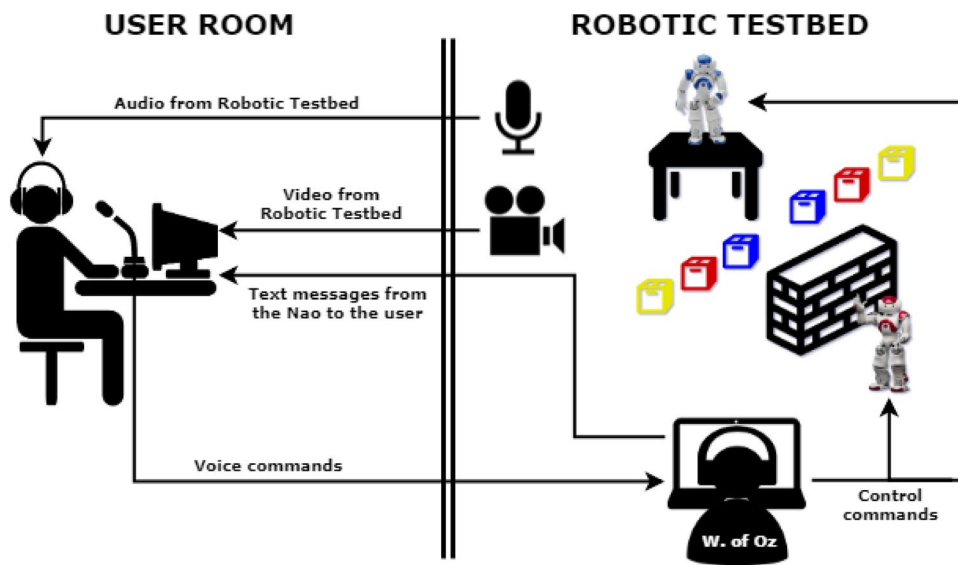 USER ROOM
ROBOTIC TESTBED
Audio from Robotic Testbed
Video from
Robotic Testbed
Text messages from
the Nao to the user
Voice commands
Control
commands
W. of Oz